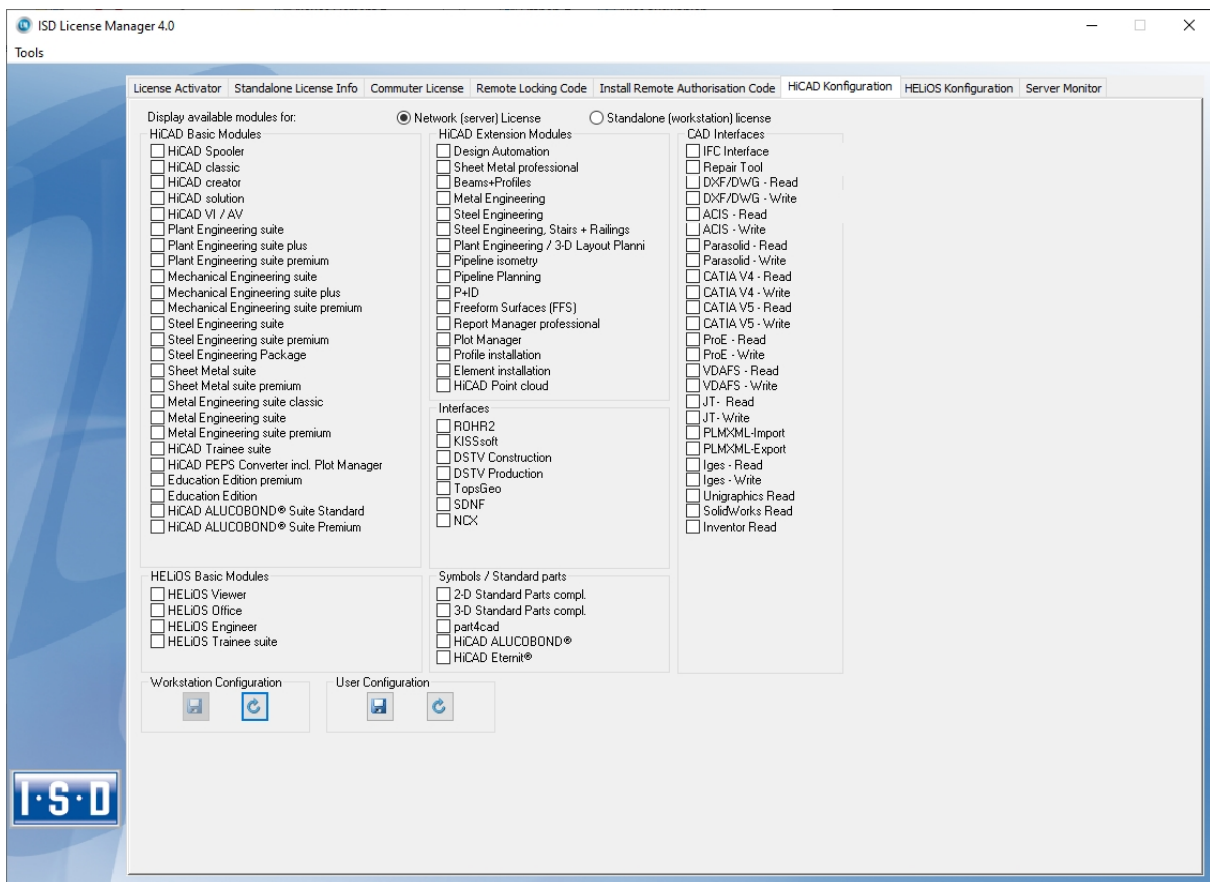 ISD License Manager 4.0
Tools
License Activator Standalone License Info Commuter License Remote Locking Code Install Remote Authorisation Code HiCAD Konfiguration HELiOS Konfiguration Server Monitor
Display available modules for: Network (server) License Standalone (workstation) license
HiCAD Basic Modules
HiCAD Spooler
HiCAD classic
HiCAD creator
HiCAD solution
HiCAD VI / AV
Plant Engineering suite
Plant Engineering suite plus
Plant Engineering suite premium
Mechanical Engineering suite
Mechanical Engineering suite plus
Mechanical Engineering suite premium
Steel Engineering suite
Steel Engineering suite premium
Steel Engineering Package
Sheet Metal suite
Sheet Metal suite premium
Metal Engineering suite classic
Metal Engineering suite
Metal Engineering suite premium
HiCAD Trainee suite
HiCAD PEPS Converter incl. Plot Manager
Education Edition premium
Education Edition
HiCAD ALUCOBOND® Suite Standard
HiCAD ALUCOBOND® Suite Premium
HiCAD Extension Modules
Design Automation
Sheet Metal professional
Beams+Profiles
Metal Engineering
Steel Engineering
Steel Engineering, Stairs + Railings
Plant Engineering / 3-D Layout Planni
Pipeline isometry
Pipeline Planning
P+ID
Freeform Surfaces (FFS)
Report Manager professional
Plot Manager
Profile installation
Element installation
HiCAD Point cloud
Interfaces
ROHR2
KISSsoft
DSTV Construction
DSTV Production
TopsGeo
SDNF
NCX
CAD Interfaces
IFC Interface
Repair Tool
DXF/DWG - Read
DXF/DWG - Write
ACIS - Read
ACIS - Write
Parasolid - Read
Parasolid - Write
CATIA V4 - Read
CATIA V4 - Write
CATIA V5 - Read
CATIA V5 - Write
ProE - Read
ProE - Write
VDAFS - Read
VDAFS - Write
JT- Read
JT- Write
PLMXML-Import
PLMXML-Export
Iges - Read
Iges - Write
Unigraphics Read
SolidWorks Read
Inventor Read
HELiOS Basic Modules
HELiOS Viewer
HELiOS Office
HELiOS Engineer
HELiOS Trainee suite
Symbols / Standard parts
2-D Standard Parts compl.
3-D Standard Parts compl.
part4cad
HiCAD ALUCOBOND®
HiCAD Eternit®
Workstation Configuration
User Configuration
I·S·D